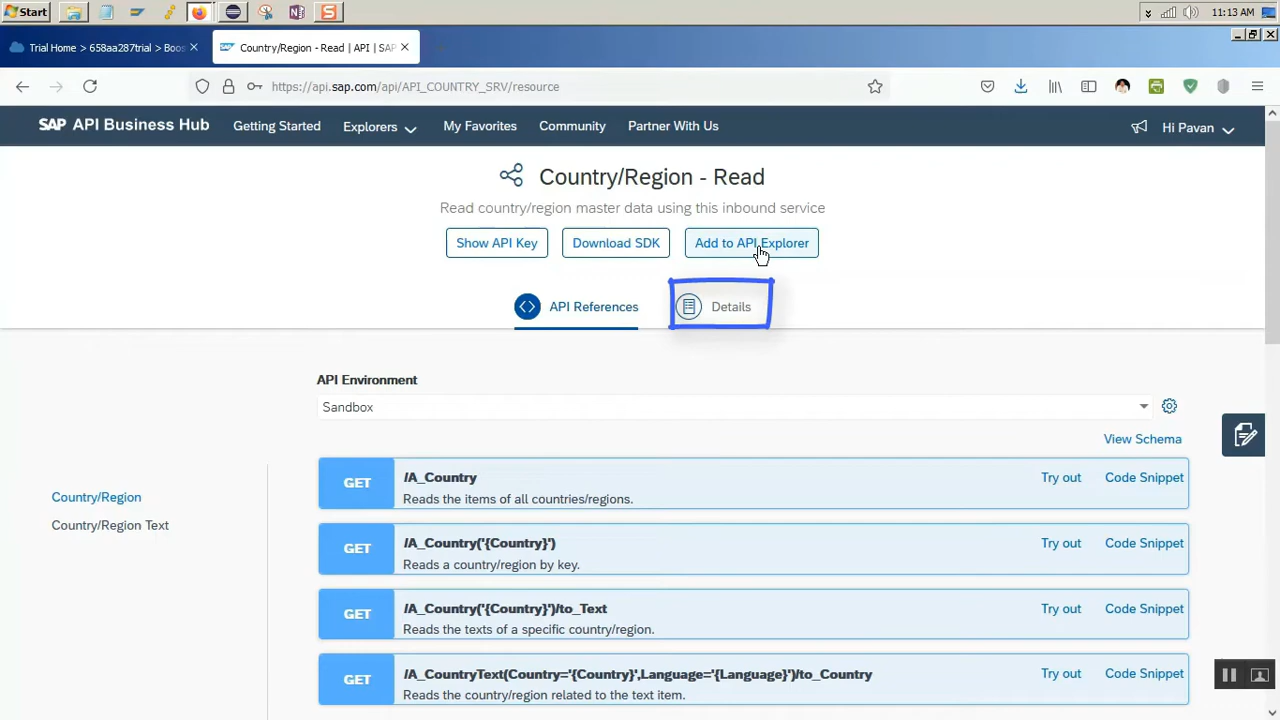 Start
11:13 AM
Trial Home > 658aa287trial > Boos
Country/Region - Read | API | SAP
https://api.sap.com/api/API_COUNTRY_SRV/resource
SAP API Business Hub
Getting Started
Explorers
My Favorites
Community
Partner With Us
Hi Pavan
Country/Region - Read
Read country/region master data using this inbound service
Show API Key
Download SDK
Add to API Explorer
API References
Details
API Environment
Sandbox
View Schema
Country/Region
Country/Region Text
GET /A_Country Try out Code Snippet
Reads the items of all countries/regions.
GET /A_Country('{Country}') Try out Code Snippet
Reads a country/region by key.
GET /A_Country('{Country}')/to_Text Try out Code Snippet
Reads the texts of a specific country/region.
GET /A_CountryText(Country='{Country}',Language='{Language}')/to_Country Try out Code Snippet
Reads the country/region related to the text item.